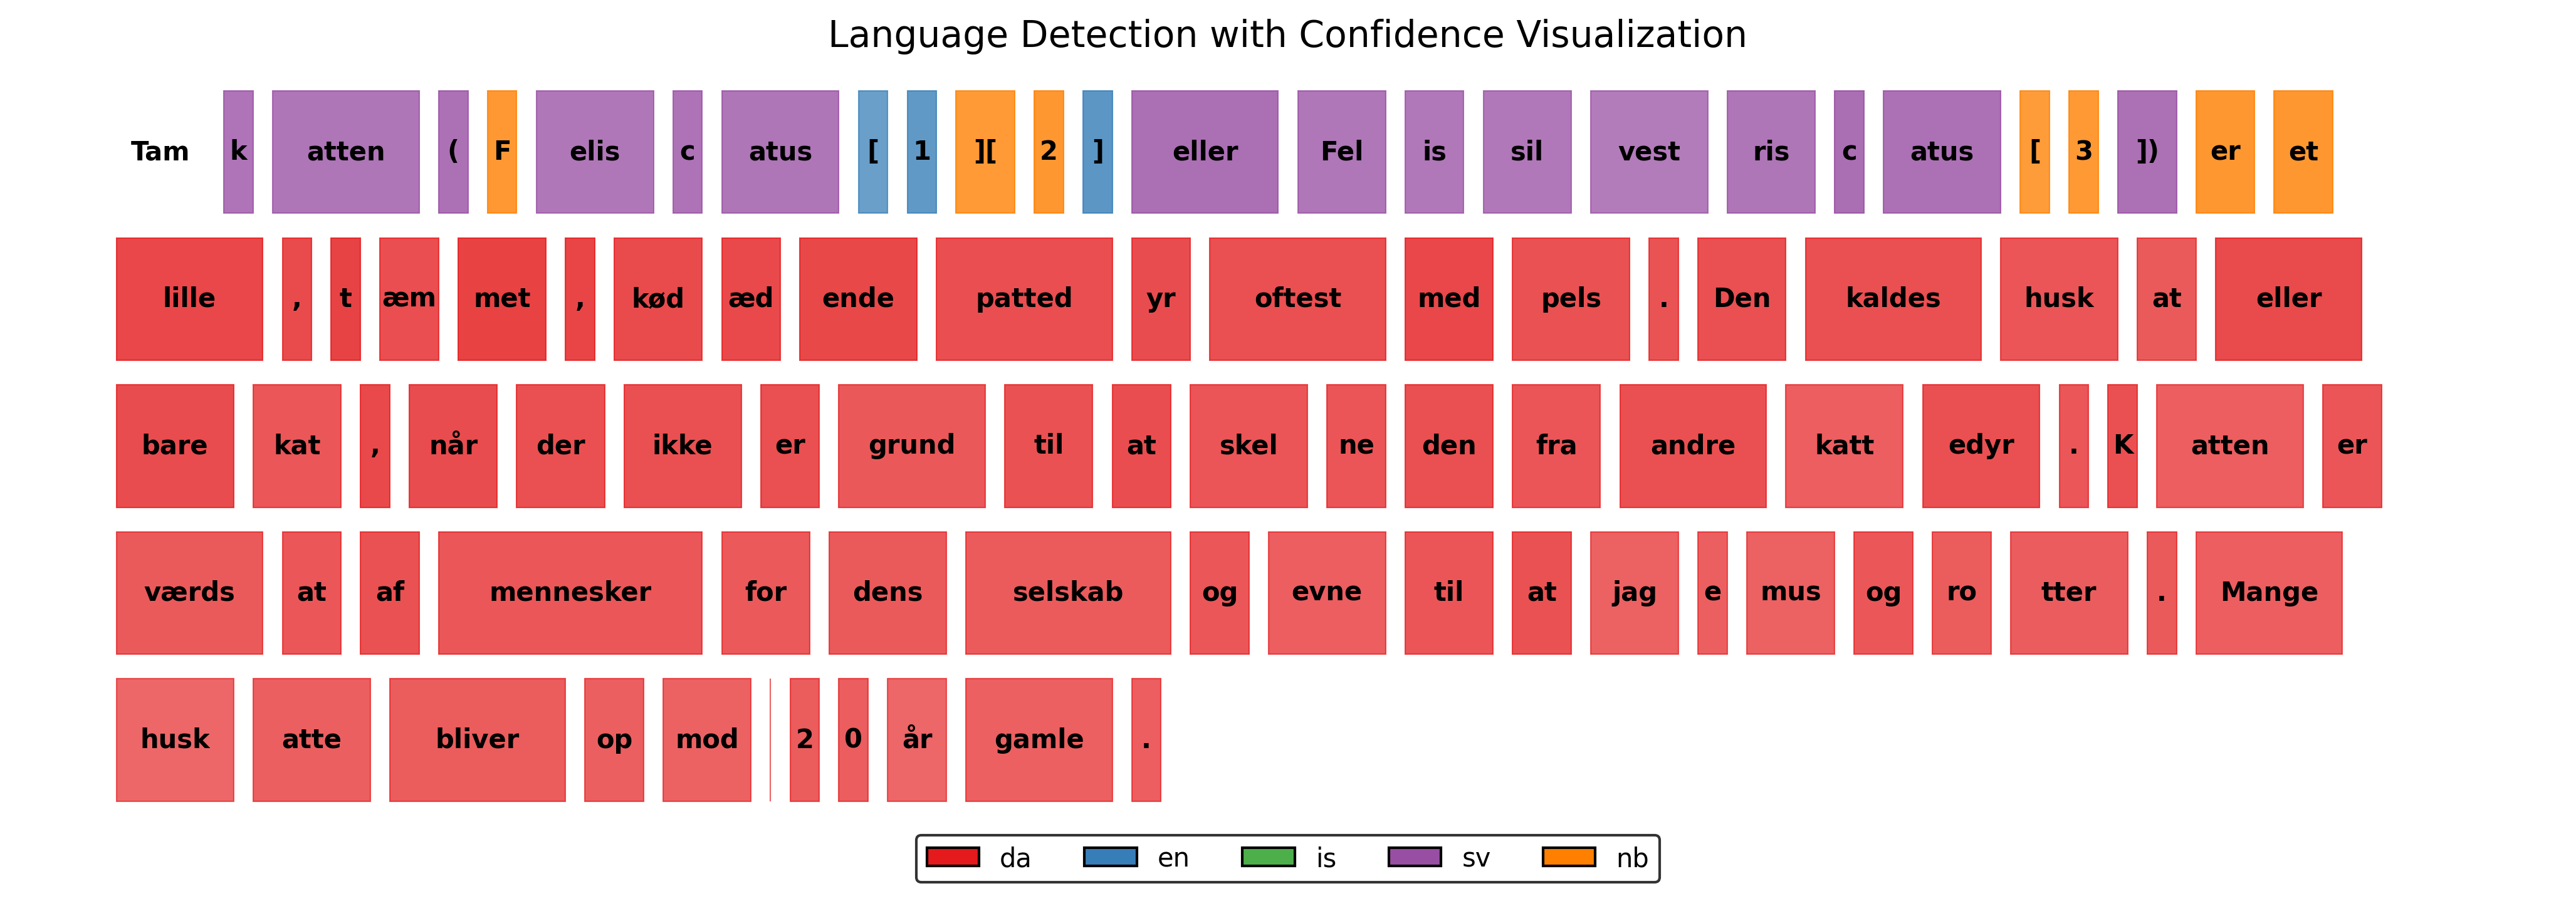 Language Detection with Confidence Visualization
Tam k atten ( F elis c atus [ 1 ][ 2 ] eller Fel is sil vest ris c atus [ 3 ]) er et
lille , t æm met , kød æd ende patted yr oftest med pels . Den kaldes husk at eller
bare kat , når der ikke er grund til at skel ne den fra andre katt edyr . K atten er
værds at af mennesker for dens selskab og evne til at jag e mus og ro tter . Mange
husk atte bliver op mod 2 0 år gamle .
da en is sv nb